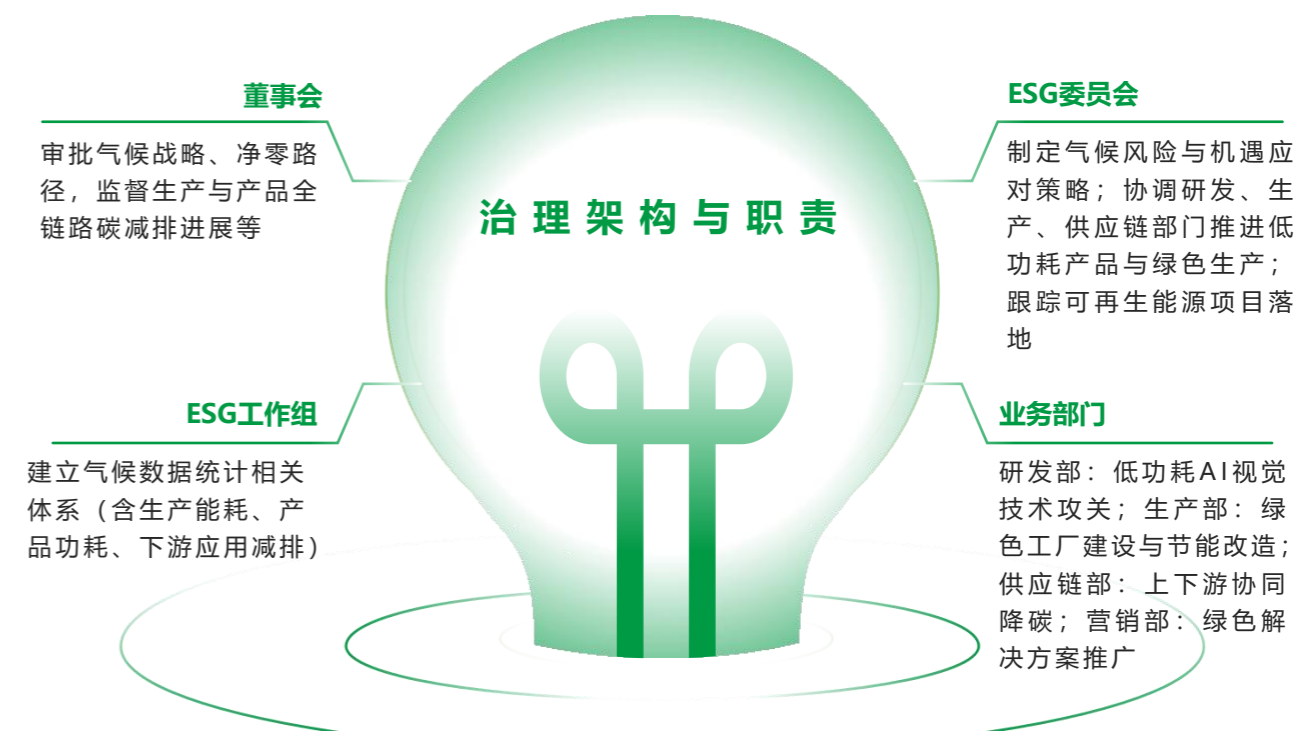 治理架构与职责
董事会
审批气候战略、净零路
径，监督生产与产品全
链路碳减排进展等
ESG委员会
制定气候风险与机遇应
对策略；协调研发、生
产、供应链部门推进低
功耗产品与绿色生产；
跟踪可再生能源项目落
地
ESG工作组
建立气候数据统计相关
体系（含生产能耗、产
品功耗、下游应用减排）
业务部门
研发部：低功耗AI视觉
技术攻关；生产部：绿
色工厂建设与节能改造；
供应链部：上下游协同
降碳；营销部：绿色解
决方案推广